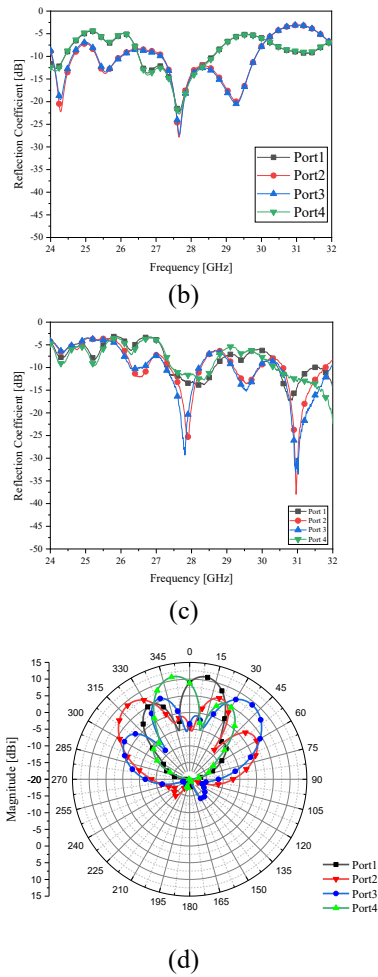 0
-5
-10
-15
-20
-25
-30
-35
-40
-45
-50
Reflection Coefficient [dB]
Port1
Port2
Port3
Port4
24 25 26 27 28 29 30 31 32
Frequency [GHz]
(b)
0
-5
-10
-15
-20
-25
-30
-35
-40
-45
-50
Reflection Coefficient [dB]
Port 1
Port 2
Port 3
Port 4
24 25 26 27 28 29 30 31 32
Frequency [GHz]
(c)
15
10
5
0
-5
-10
-15
-20
-15
-10
-5
0
5
10
15
Magnitude [dBi]
0
15
30
45
60
75
90
105
120
135
150
165
180
195
210
225
240
255
270
285
300
315
330
345
Port1
Port2
Port3
Port4
(d)